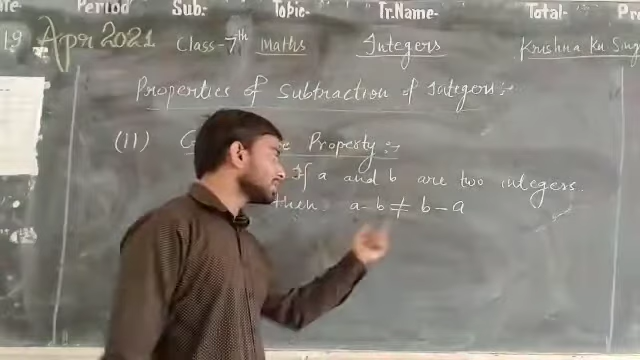 Period Sub:- Topic- Tr.Name- Total-
19 Apr 2021 Class-7th Maths Integers Krishna Ku Sing
Properties of Subtraction of Integers:-
(II) Property:-
If a and b are two integers.
then. a-b ≠ b-a